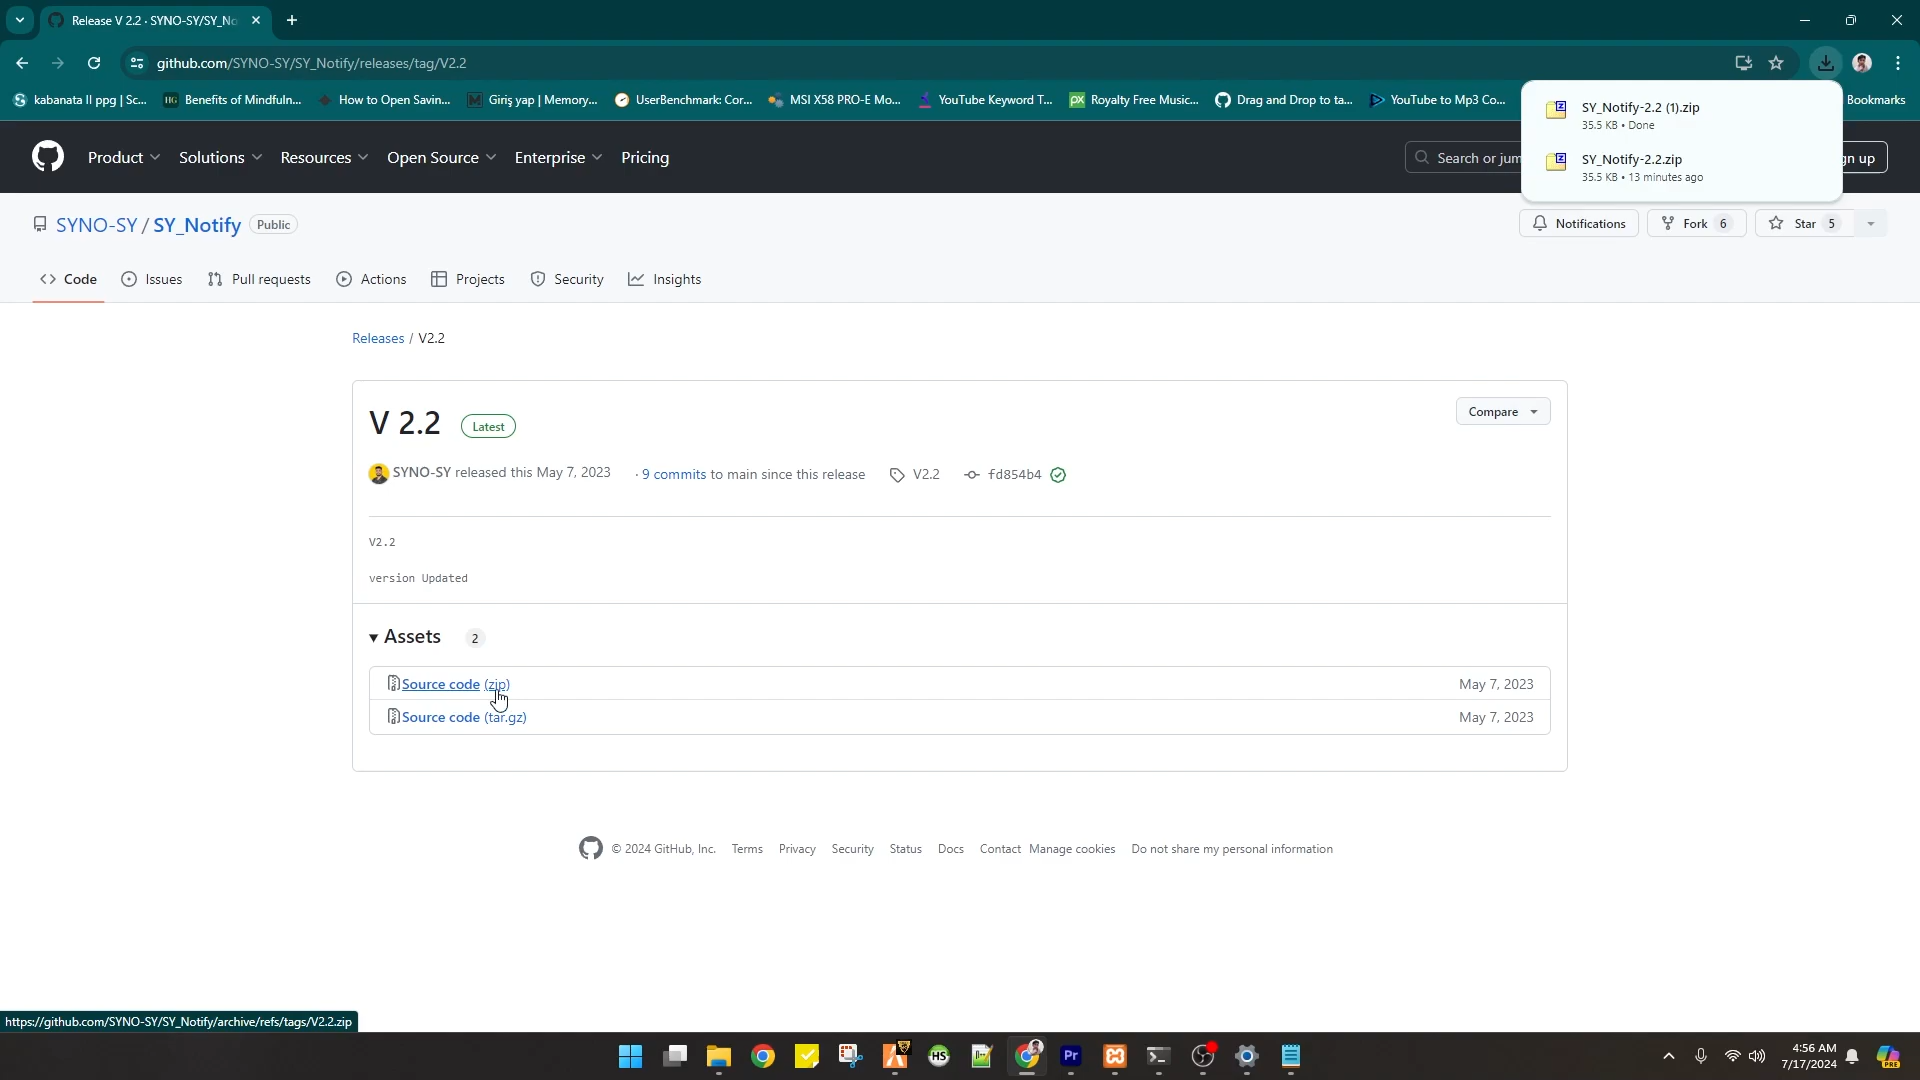 Release V 2.2 · SYNO-SY/SY_No
github.com/SYNO-SY/SY_Notify/releases/tag/V2.2
kabanata II ppg | Sc...
Benefits of Mindfuln...
How to Open Savin...
Giriş yap | Memory...
UserBenchmark: Cor...
MSI X58 PRO-E Mo...
YouTube Keyword T...
Royalty Free Music...
Drag and Drop to ta...
YouTube to Mp3 Co...
Bookmarks
SY_Notify-2.2 (1).zip
35.5 KB • Done
SY_Notify-2.2.zip
35.5 KB • 13 minutes ago
Product
Solutions
Resources
Open Source
Enterprise
Pricing
Search or jum
gn up
SYNO-SY / SY_Notify Public
Notifications
Fork 6
Star 5
Code
Issues
Pull requests
Actions
Projects
Security
Insights
Releases / V2.2
V 2.2 Latest
Compare
SYNO-SY released this May 7, 2023 · 9 commits to main since this release V2.2 fd854b4
V2.2
version Updated
Assets 2
Source code (zip) May 7, 2023
Source code (tar.gz) May 7, 2023
© 2024 GitHub, Inc. Terms Privacy Security Status Docs Contact Manage cookies Do not share my personal information
https://github.com/SYNO-SY/SY_Notify/archive/refs/tags/V2.2.zip
HS
Pr
PRE
4:56 AM
7/17/2024